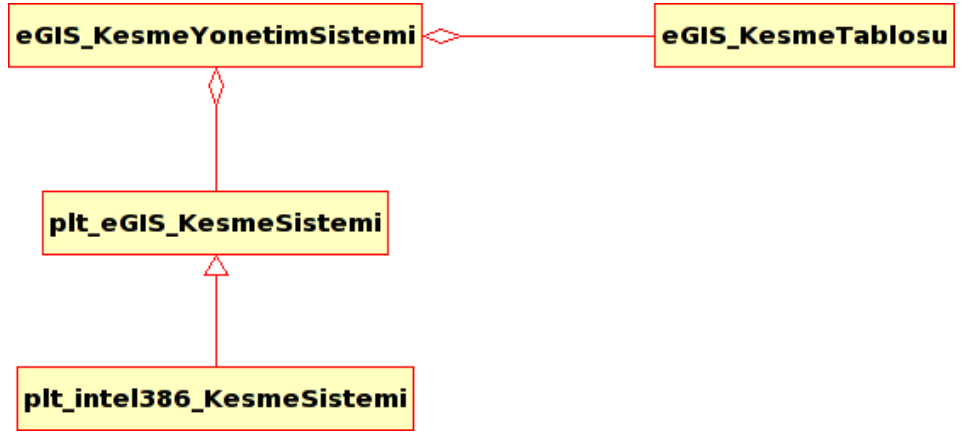 eGIS_KesmeYonetimSistemi
eGIS_KesmeTablosu
plt_eGIS_KesmeSistemi
plt_intel386_KesmeSistemi